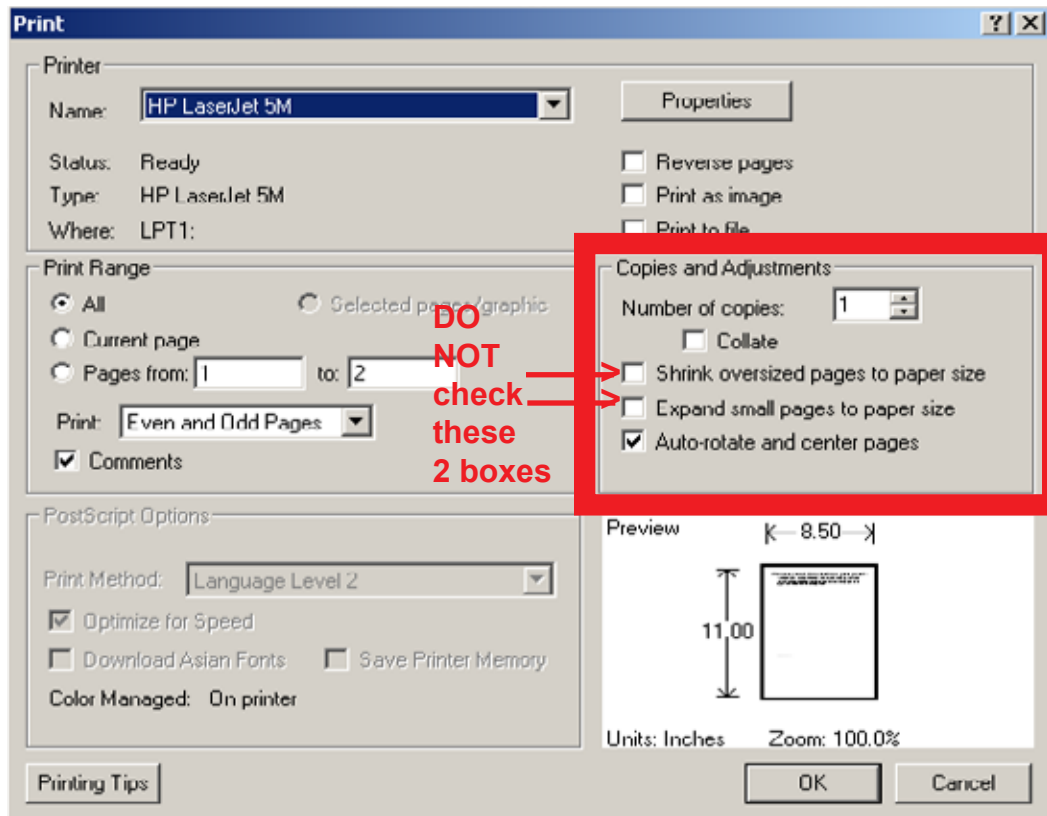 Print
Printer
Name: HP LaserJet 5M
Properties
Status: Ready
Type: HP LaserJet 5M
Where: LPT1:
Reverse pages
Print as image
Print to file
Print Range
All
Selected pages/graphic
Current page
Pages from: 1 to: 2
Print: Even and Odd Pages
Comments
DO
NOT
check
these
2 boxes
Copies and Adjustments
Number of copies: 1
Collate
Shrink oversized pages to paper size
Expand small pages to paper size
Auto-rotate and center pages
PostScript Options
Print Method: Language Level 2
Optimize for Speed
Download Asian Fonts
Save Printer Memory
Color Managed: On printer
Preview
8.50
11.00
Units: Inches Zoom: 100.0%
Printing Tips
OK
Cancel